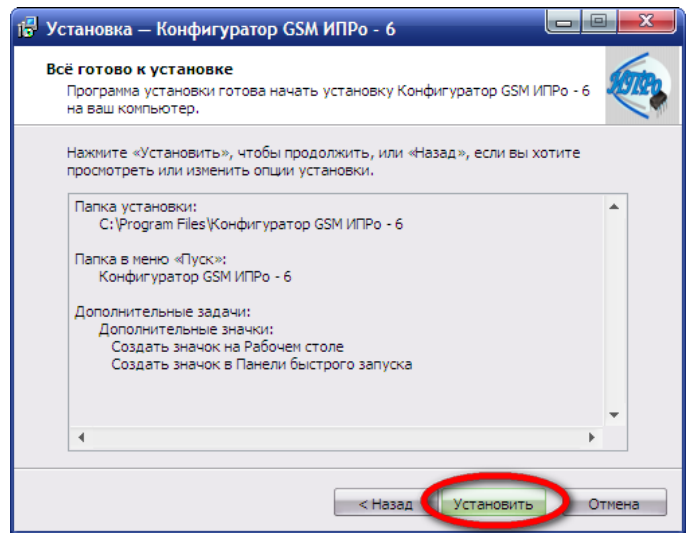 Установка — Конфигуратор GSM ИПРо - 6
Всё готово к установке
Программа установки готова начать установку Конфигуратор GSM ИПРо - 6
на ваш компьютер.
ИПРо
Нажмите «Установить», чтобы продолжить, или «Назад», если вы хотите
просмотреть или изменить опции установки.
Папка установки:
C:\Program Files\Конфигуратор GSM ИПРо - 6
Папка в меню «Пуск»:
Конфигуратор GSM ИПРо - 6
Дополнительные задачи:
Дополнительные значки:
Создать значок на Рабочем столе
Создать значок в Панели быстрого запуска
< Назад
Установить
Отмена